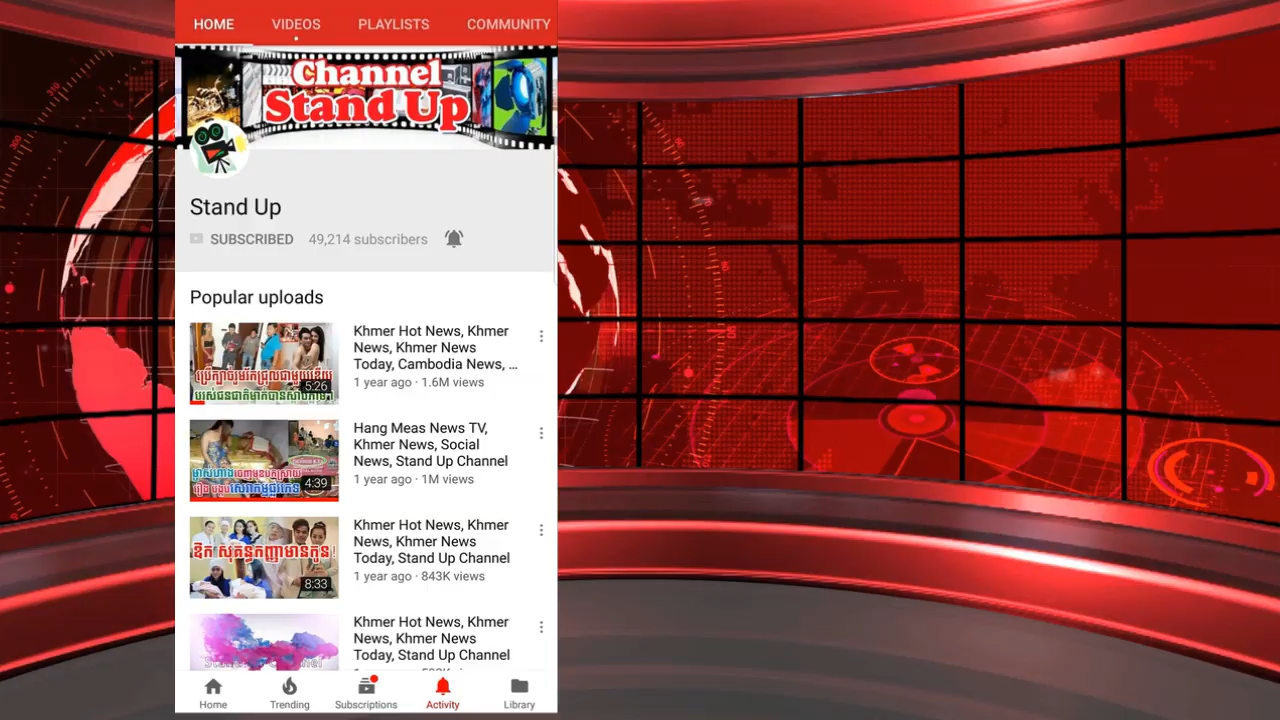 HOME VIDEOS PLAYLISTS COMMUNITY
Channel
Stand Up
Stand Up
SUBSCRIBED 49,214 subscribers
Popular uploads
Khmer Hot News, Khmer
News, Khmer News
Today, Cambodia News, ...
1 year ago · 1.6M views
5:26
Hang Meas News TV,
Khmer News, Social
News, Stand Up Channel
1 year ago · 1M views
4:39
Khmer Hot News, Khmer
News, Khmer News
Today, Stand Up Channel
1 year ago · 843K views
8:33
Khmer Hot News, Khmer
News, Khmer News
Today, Stand Up Channel
Home Trending Subscriptions Activity Library